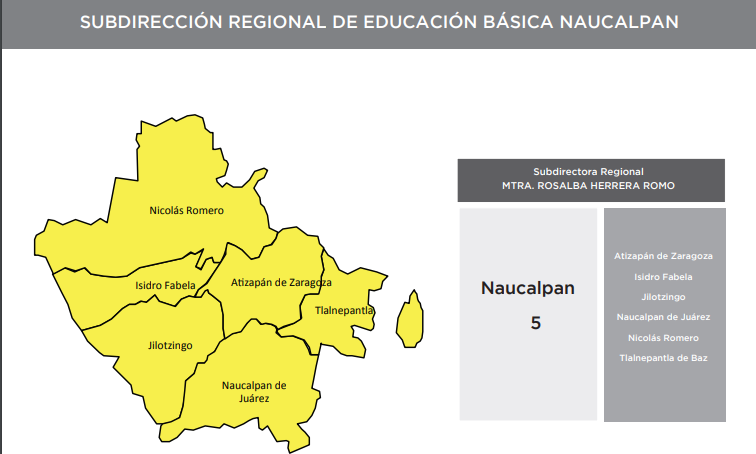 SUBDIRECCIÓN REGIONAL DE EDUCACIÓN BÁSICA NAUCALPAN
Nicolás Romero
Isidro Fabela
Atizapán de Zaragoza
Tlalnepantla
Jilotzingo
Naucalpan de
Juárez
Subdirectora Regional
MTRA. ROSALBA HERRERA ROMO
Naucalpan
5
Atizapán de Zaragoza
Isidro Fabela
Jilotzingo
Naucalpan de Juárez
Nicolás Romero
Tlalnepantla de Baz